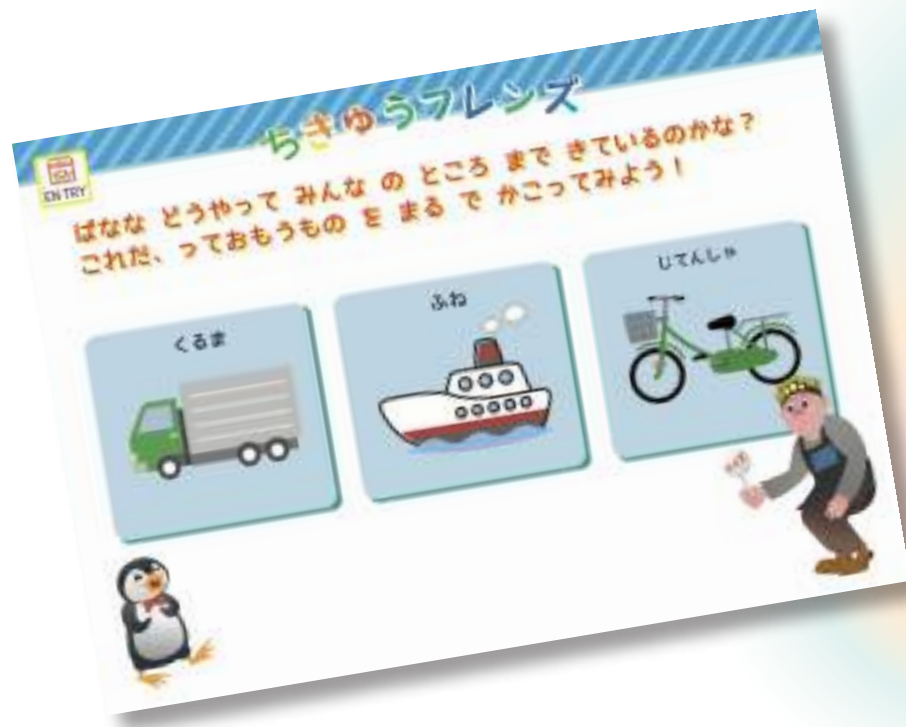 ちきゅうフレンズ
ENTRY
ばなな どうやって みんな の ところ まで きているのかな？
これだ、っておもうもの を まる で かこってみよう！
くるま
ふね
じてんしゃ